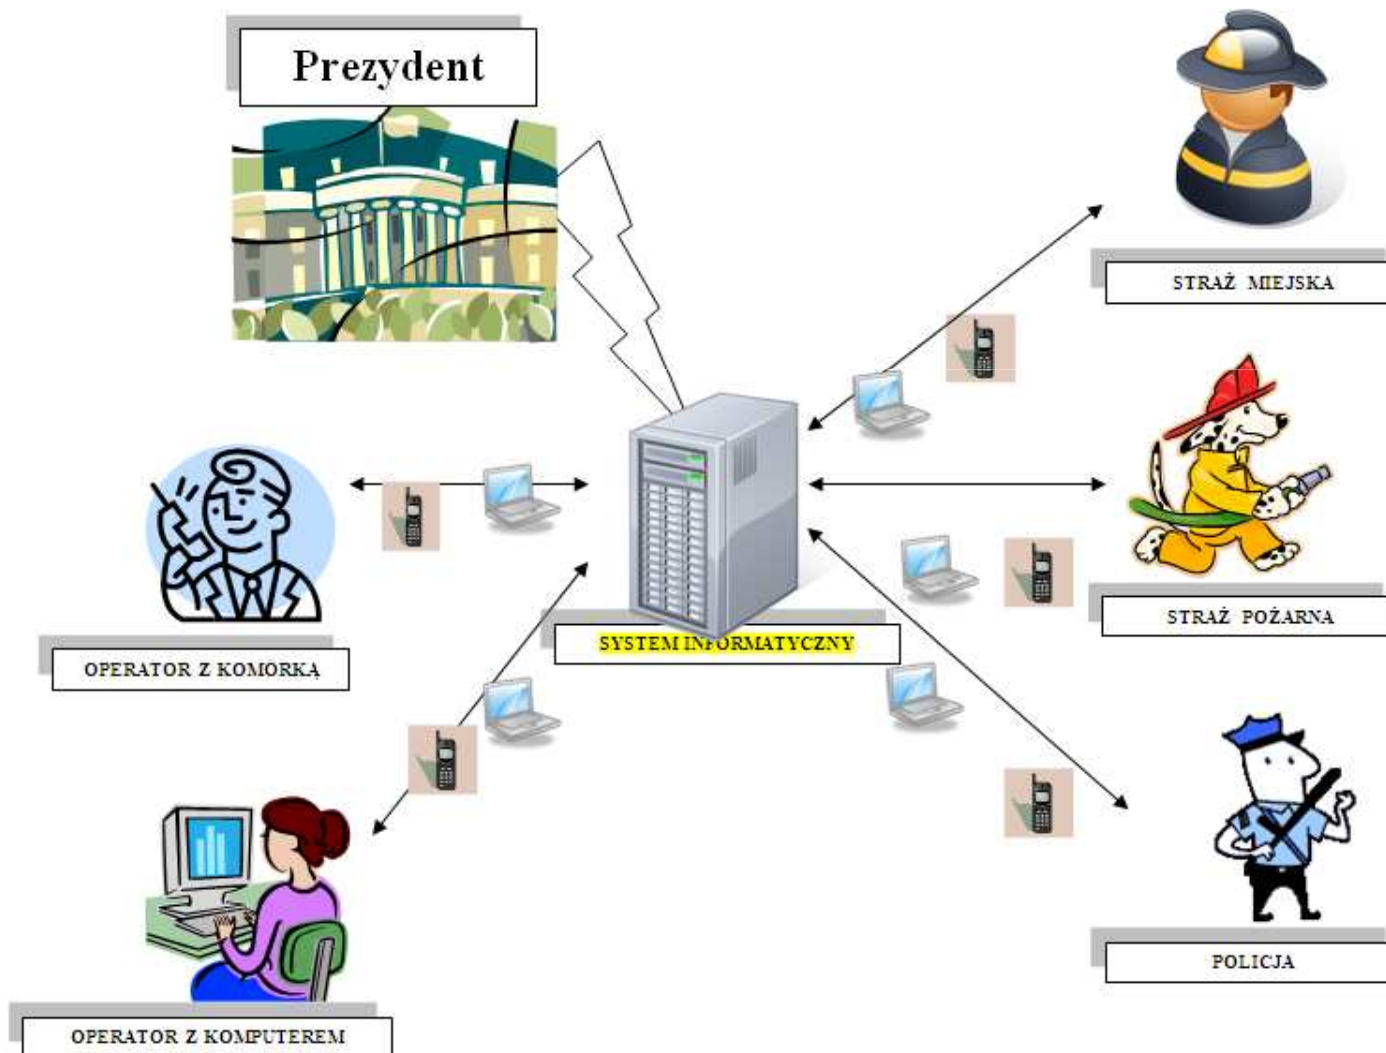 Prezydent
STRAŻ MIEJSKA
STRAŻ POŻARNA
OPERATOR Z KOMÓRKĄ
SYSTEM INFORMATYCZNY
POLICJA
OPERATOR Z KOMPUTEREM